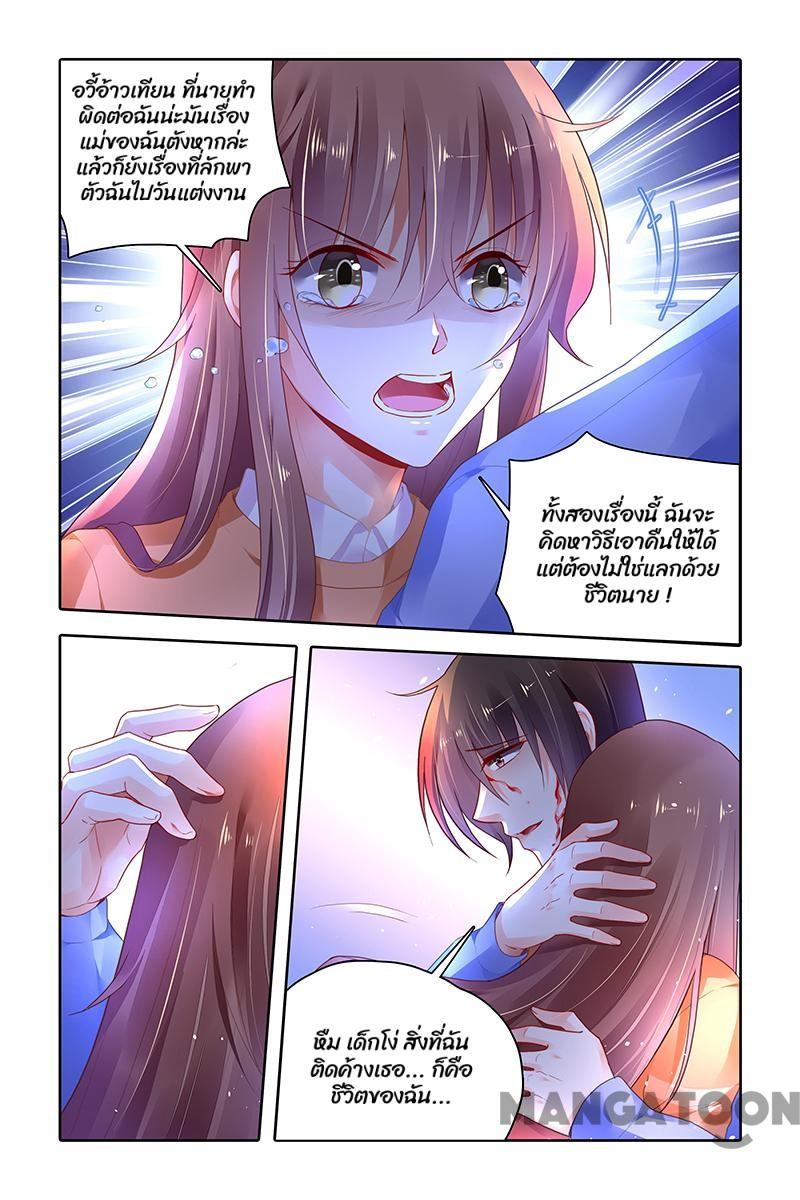 อวี้อ้าวเทียน ที่นายทำ
ผิดต่อฉันน่ะมันเรื่อง
แม่ของฉันตังหากล่ะ
แล้วก็ยังเรื่องที่ลักพา
ตัวฉันไปวันแต่งงาน
ทั้งสองเรื่องนี้ ฉันจะ
คิดหาวิธีเอาคืนให้ได้
แต่ต้องไม่ใช่แลกด้วย
ชีวิตนาย !
หึม เด็กโง่ สิ่งที่ฉัน
ติดค้างเธอ... ก็คือ
ชีวิตของฉัน...
MANGATOON